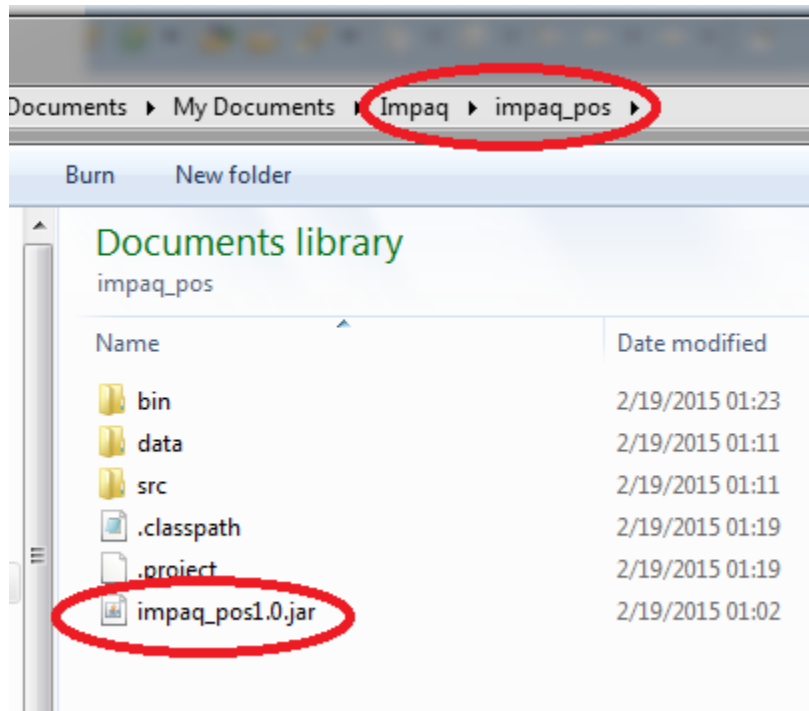 Documents ▸ My Documents ▸ Impaq ▸ impaq_pos ▸
Burn New folder
Documents library
impaq_pos
Name Date modified
bin 2/19/2015 01:23
data 2/19/2015 01:11
src 2/19/2015 01:11
.classpath 2/19/2015 01:19
.project 2/19/2015 01:19
impaq_pos1.0.jar 2/19/2015 01:02